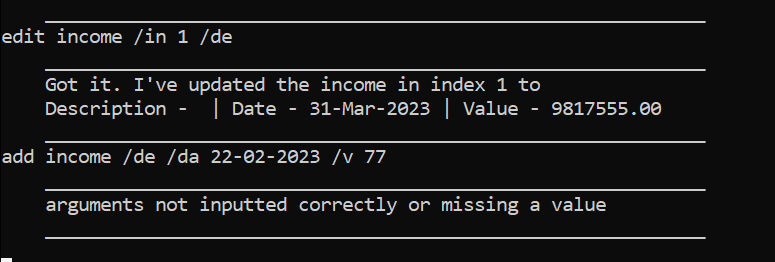 edit income /in 1 /de
Got it. I've updated the income in index 1 to
Description -  | Date - 31-Mar-2023 | Value - 9817555.00
add income /de /da 22-02-2023 /v 77
arguments not inputted correctly or missing a value